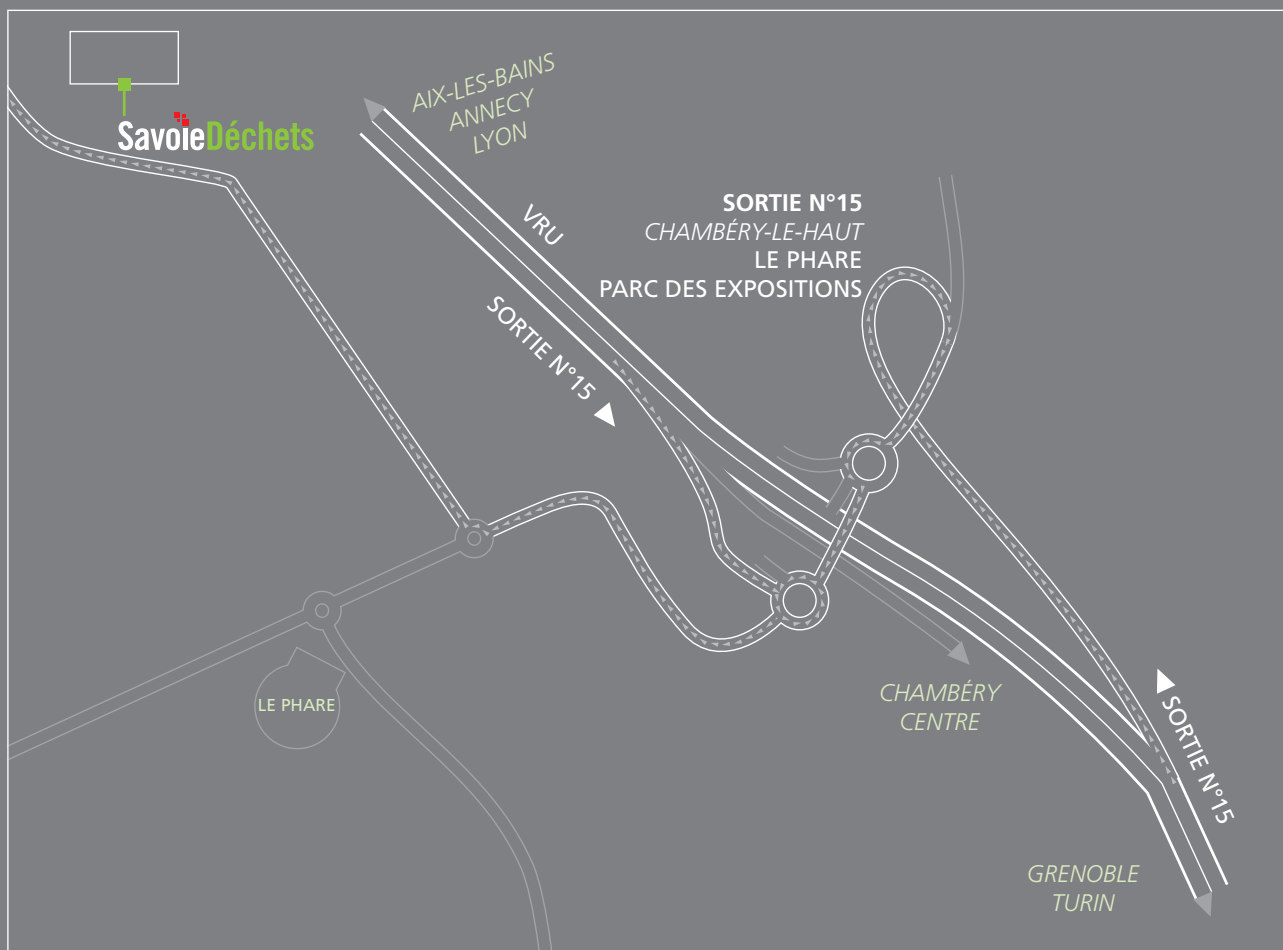 SavoieDéchets
AIX-LES-BAINS
ANNECY
LYON
VRU
SORTIE N°15
CHAMBÉRY-LE-HAUT
LE PHARE
PARC DES EXPOSITIONS
SORTIE N°15
LE PHARE
CHAMBÉRY
CENTRE
SORTIE N°15
GRENOBLE
TURIN